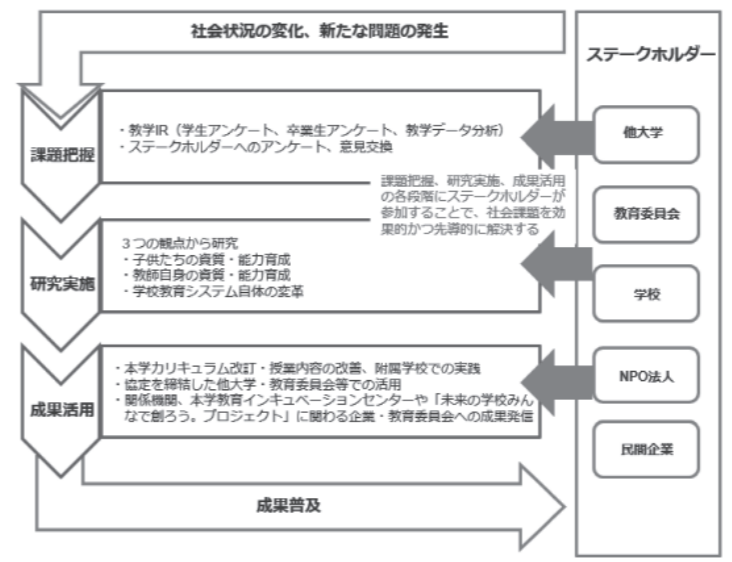 社会状況の変化、新たな問題の発生
ステークホルダー
課題把握
・教学IR（学生アンケート、卒業生アンケート、教学データ分析）
・ステークホルダーへのアンケート、意見交換
他大学
課題把握、研究実施、成果活用
の各段階にステークホルダーが
参加することで、社会課題を効
果的かつ先導的に解決する
教育委員会
研究実施
３つの観点から研究
・子供たちの資質・能力育成
・教師自身の資質・能力育成
・学校教育システム自体の変革
学校
成果活用
・本学カリキュラム改訂・授業内容の改善、附属学校での実践
・協定を締結した他大学・教育委員会等での活用
・関係機関、本学教育インキュベーションセンターや「未来の学校みん
なで創ろう。プロジェクト」に関わる企業・教育委員会への成果発信
NPO法人
民間企業
成果普及